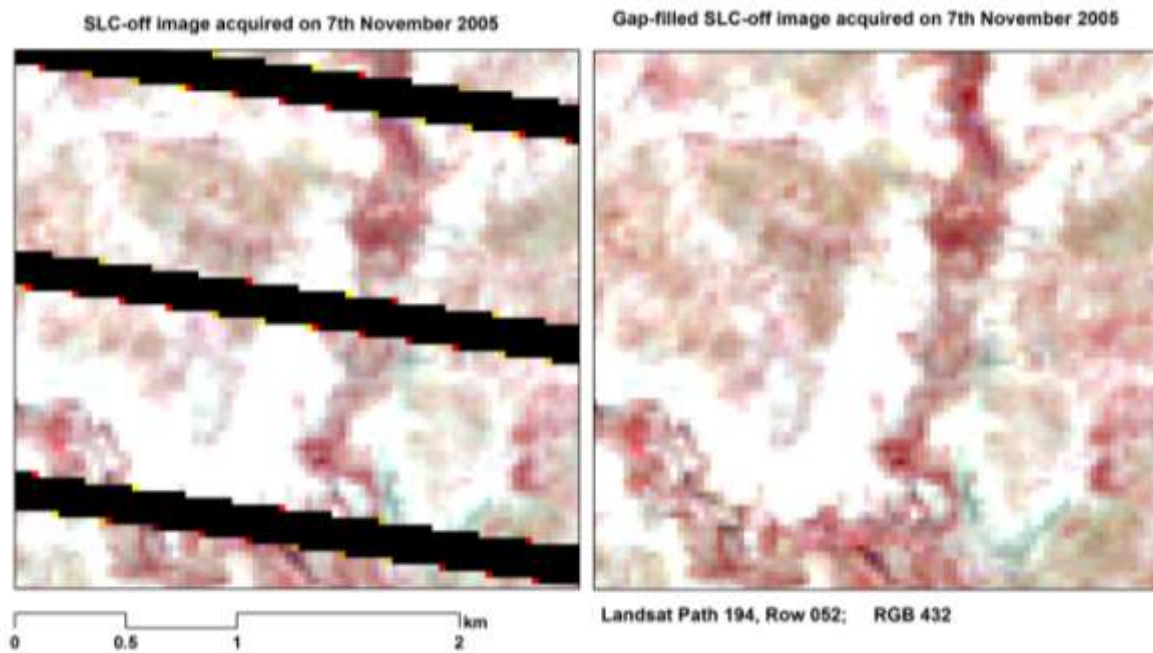 SLC-off image acquired on 7th November 2005
Gap-filled SLC-off image acquired on 7th November 2005
km
0 0.5 1 2
Landsat Path 194, Row 052; RGB 432